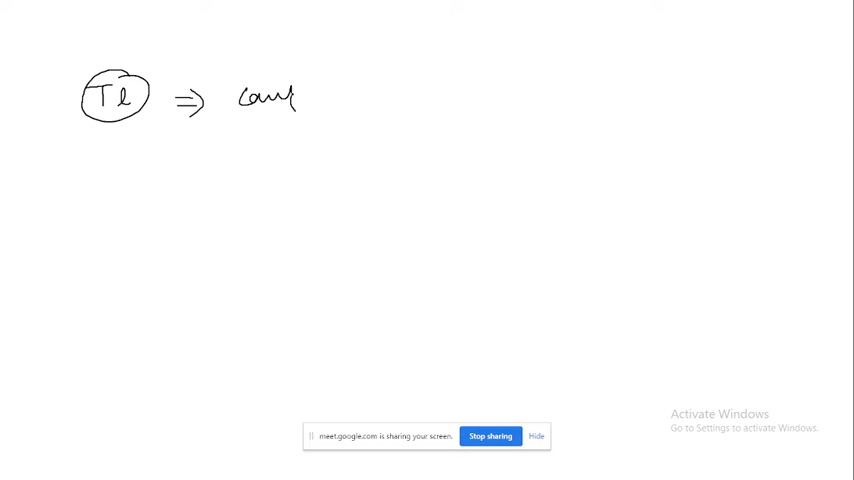 Tl ⇒
meet.google.com is sharing your screen. Stop sharing Hide
Activate Windows
Go to Settings to activate Windows.